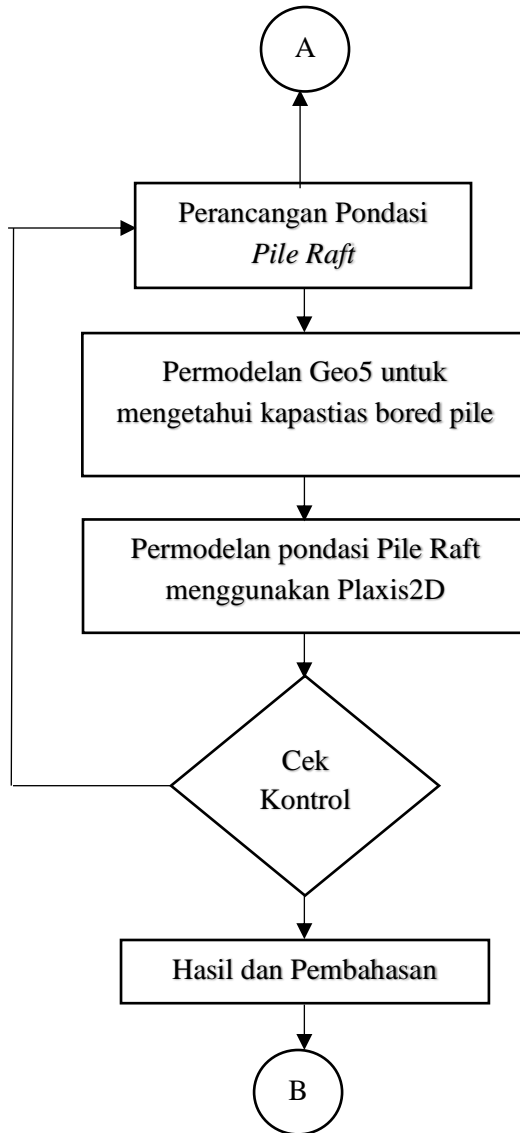 A
Perancangan Pondasi
Pile Raft
Permodelan Geo5 untuk
mengetahui kapastias bored pile
Permodelan pondasi Pile Raft
menggunakan Plaxis2D
Cek
Kontrol
Hasil dan Pembahasan
B